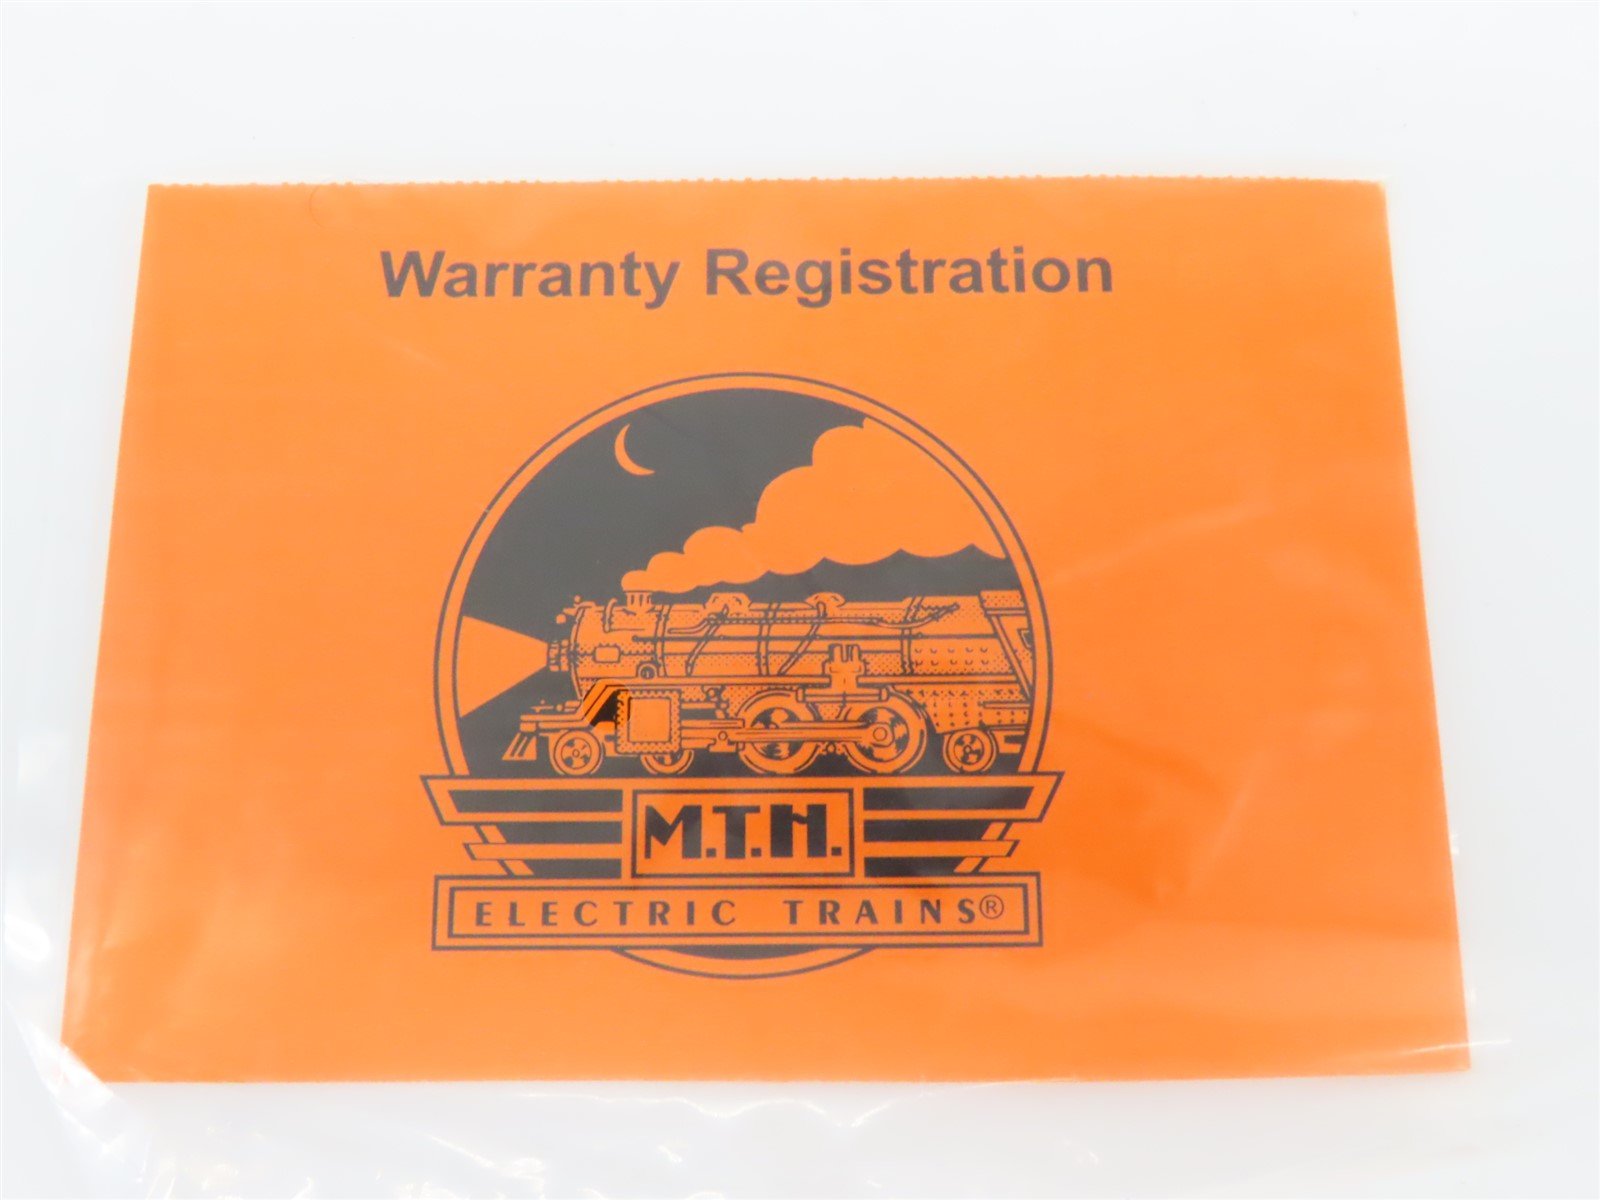 Warranty Registration
M.T.H.
ELECTRIC TRAINS®